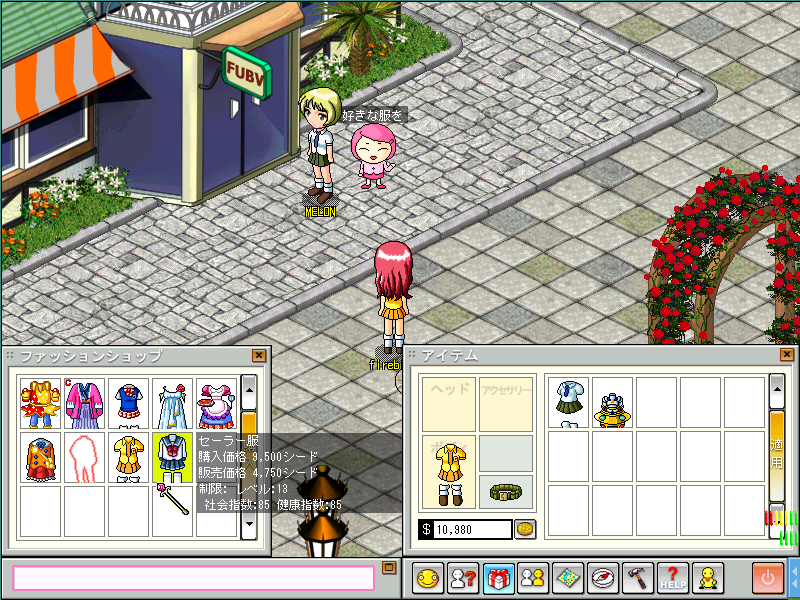 FUBV
好きな服を
MELON
fireb
ファッションショップ
セーラー服
購入価格 9,500シード
販売価格 4,750シード
制限: レベル:13
社会指数:85 健康指数:85
アイテム
ヘッド
アクセサリー
$ 10,980
適用
?
? HELP